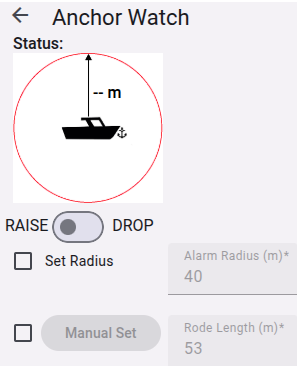 Anchor Watch
Status:
-- m
RAISE DROP
Set Radius
Alarm Radius (m)*
40
Manual Set
Rode Length (m)*
53